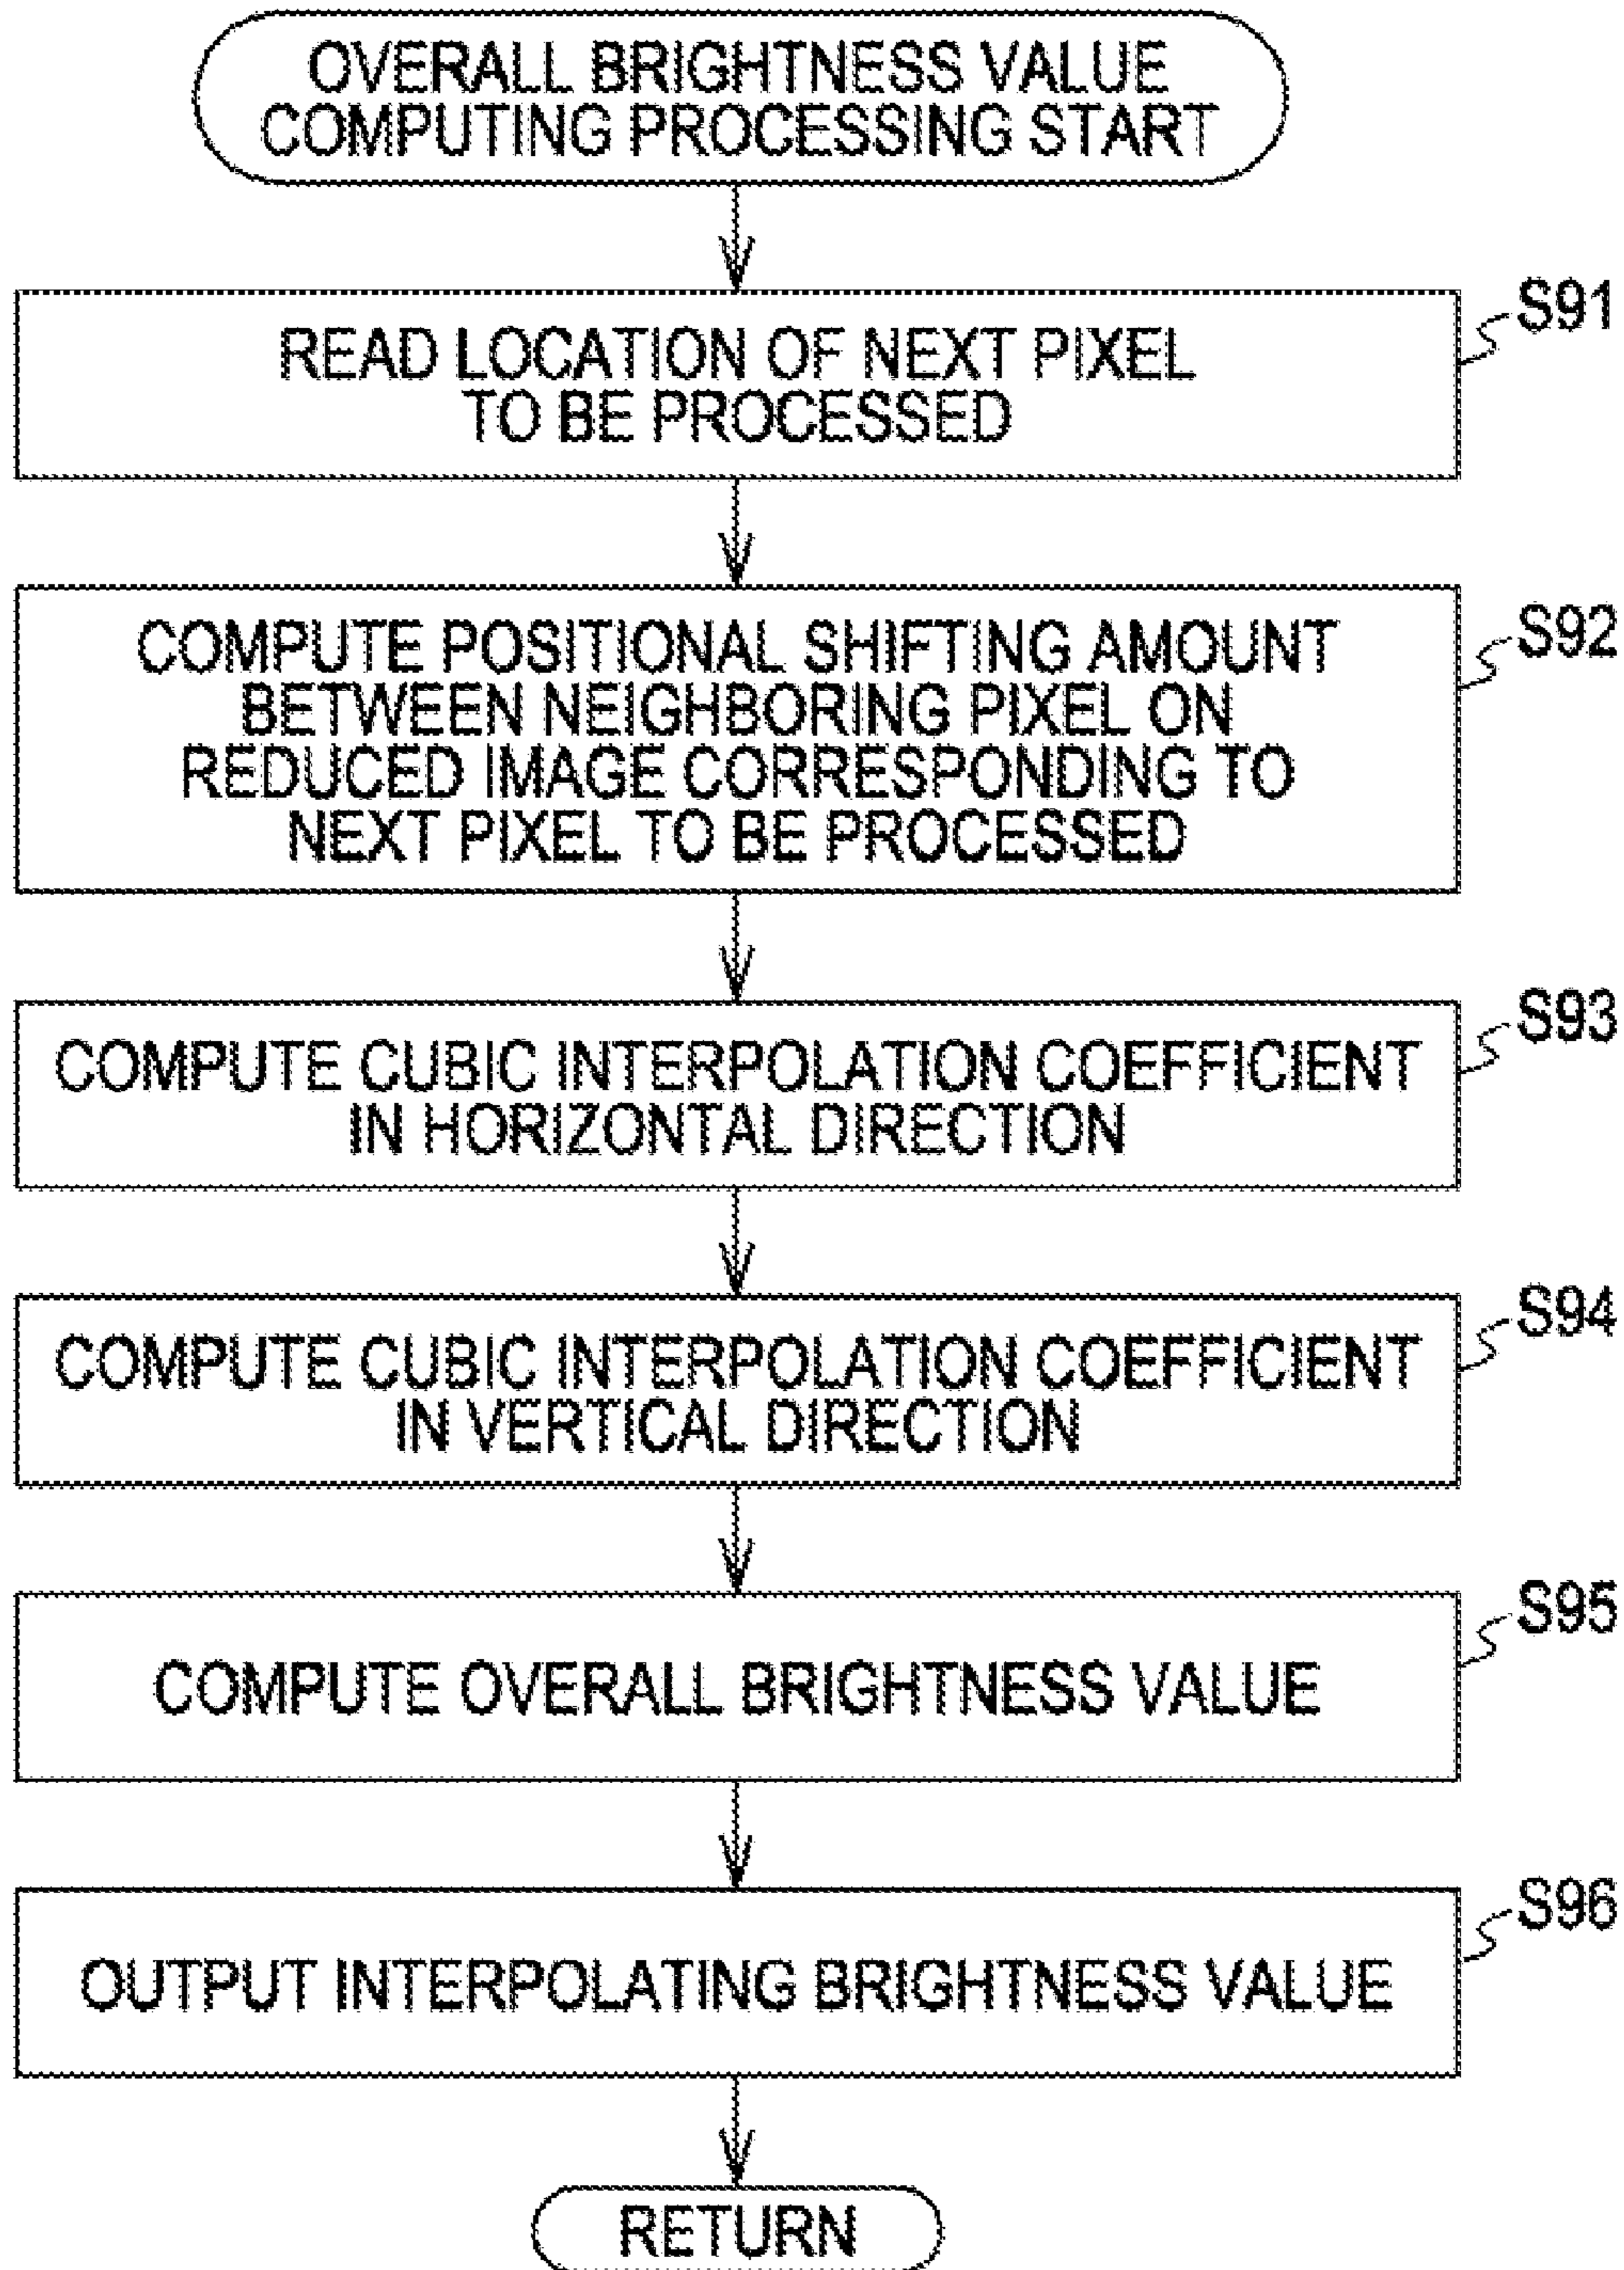 OVERALL BRIGHTNESS VALUE
COMPUTING PROCESSING START
READ LOCATION OF NEXT PIXEL
TO BE PROCESSED
S91
COMPUTE POSITIONAL SHIFTING AMOUNT
BETWEEN NEIGHBORING PIXEL ON
REDUCED IMAGE CORRESPONDING TO
NEXT PIXEL TO BE PROCESSED
S92
COMPUTE CUBIC INTERPOLATION COEFFICIENT
IN HORIZONTAL DIRECTION
S93
COMPUTE CUBIC INTERPOLATION COEFFICIENT
IN VERTICAL DIRECTION
S94
COMPUTE OVERALL BRIGHTNESS VALUE
S95
OUTPUT INTERPOLATING BRIGHTNESS VALUE
S96
RETURN